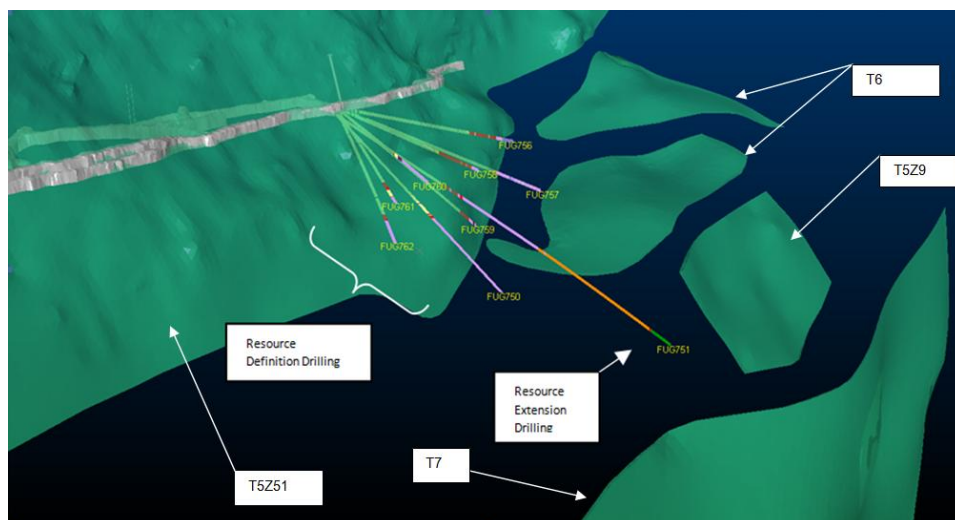 T6
FUG756
T5Z9
FUG758
FUG760
FUG757
FUG761
FUG759
FUG762
FUG750
Resource
Definition Drilling
FUG751
Resource
Extension
Drilling
T7
T5Z51